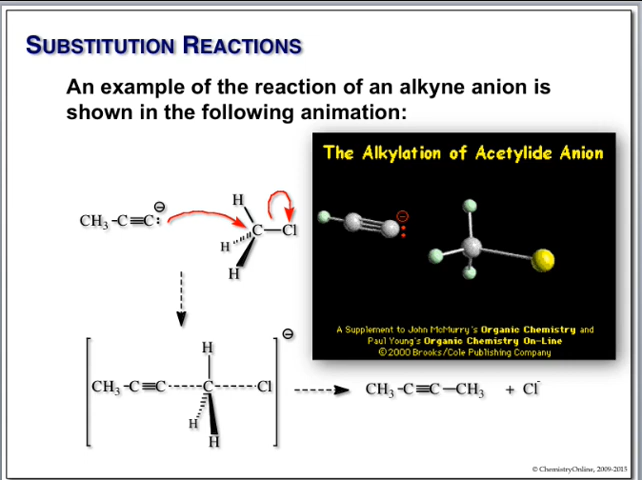 SUBSTITUTION REACTIONS
An example of the reaction of an alkyne anion is
shown in the following animation:
The Alkylation of Acetylide Anion
A Supplement to John McMurry's Organic Chemistry and
Paul Young's Organic Chemistry On-Line
©2000 Brooks/Cole Publishing Company
CH₃-C≡C:⊖
H
C-Cl
H
H
⊖
H
CH₃-C≡C-----C-----Cl
H
H
CH₃-C≡C-CH₃ + Cl⁻
© ChemistryOnline, 2009-2015